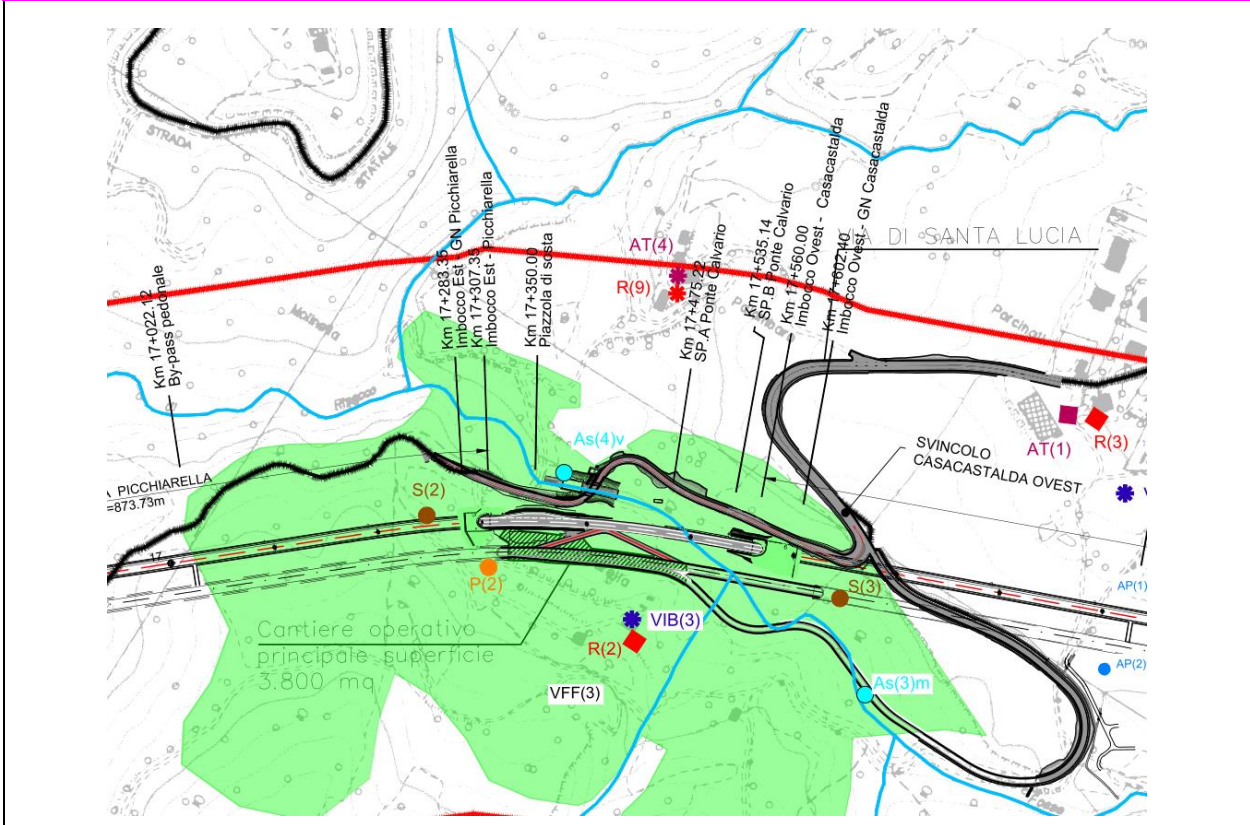 STRADA
STATALE
Km 17+022.12
By-pass pedonale
Molinella
Km 17+283.35
Imbocco Est -GN Picchiarella
Km 17+307.35
Imbocco Est - Picchiarella
Km 17+350.00
Piazzola di sosta
AT(4)
R(9)
Km 17+475.22
SP.A Ponte Calvario
Km 17+535.14
SP.B Ponte Calvario
Km 17+560.00
Imbocco Ovest - Casacastalda
Km 17+602.40
Imbocco Ovest - GN Casacastalda
VIA DI SANTA LUCIA
AT(1)
R(3)
SVINCOLO
CASACASTALDA OVEST
As(4)v
PICCHIARELLA
=873.73m
S(2)
17
P(2)
S(3)
AP(1)
AP(2)
VIB(3)
R(2)
VFF(3)
As(3)m
Cantiere operativo
principale superficie
3.800 mq
Fosso